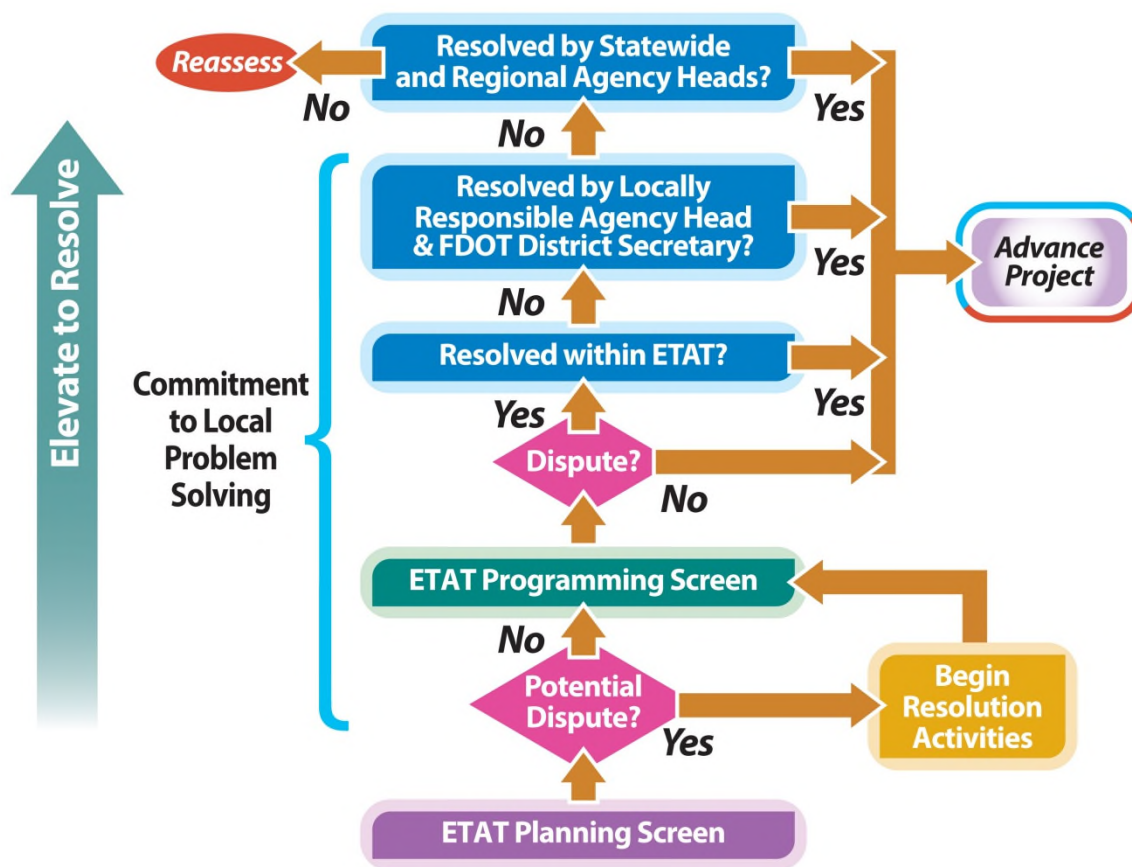 Reassess
No
Resolved by Statewide
and Regional Agency Heads?
Yes
No
Elevate to Resolve
Resolved by Locally
Responsible Agency Head
& FDOT District Secretary?
Yes
Advance
Project
No
Commitment
to Local
Problem
Solving
Resolved within ETAT?
Yes
Yes
Dispute?
No
ETAT Programming Screen
No
Potential
Dispute?
Yes
Begin
Resolution
Activities
ETAT Planning Screen